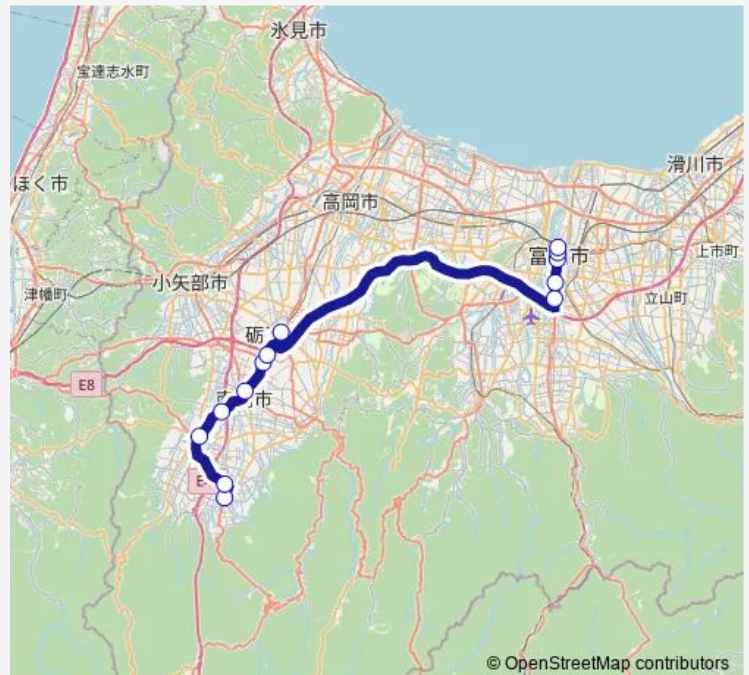 氷見市
宝達志水町
滑川市
ほく市
高岡市
上市町
富 市
小矢部市
津幡町
立山町
砺
E8
市
E
© OpenStreetMap contributors